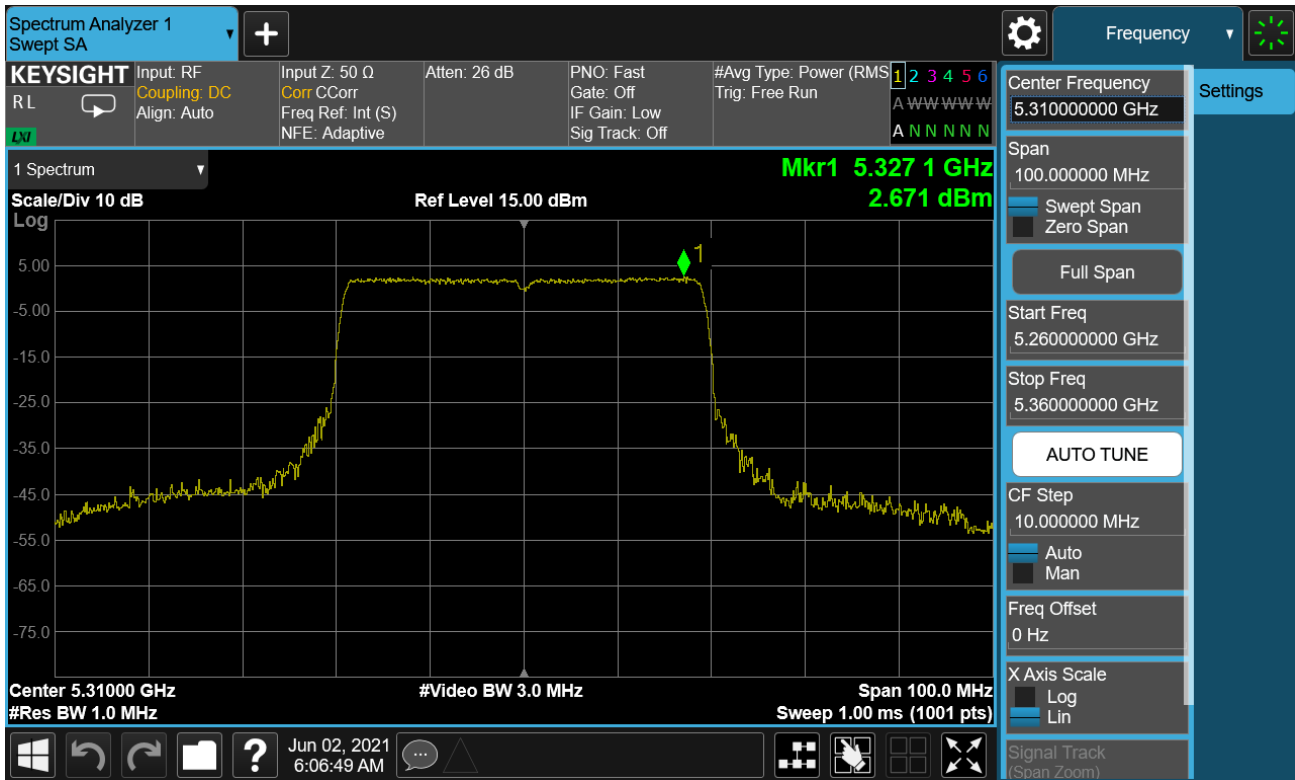 Spectrum Analyzer 1
Swept SA
+
Frequency
KEYSIGHT
R L
LXI
Input: RF
Coupling: DC
Align: Auto
Input Z: 50 Ω
Corr CCorr
Freq Ref: Int (S)
NFE: Adaptive
Atten: 26 dB
PNO: Fast
Gate: Off
IF Gain: Low
Sig Track: Off
#Avg Type: Power (RMS
Trig: Free Run
1 2 3 4 5 6
A W W W W W
A N N N N N
1 Spectrum
Mkr1 5.327 1 GHz
2.671 dBm
Scale/Div 10 dB
Ref Level 15.00 dBm
Log
1
5.00
-5.00
-15.0
-25.0
-35.0
-45.0
-55.0
-65.0
-75.0
Center 5.31000 GHz
#Video BW 3.0 MHz
Span 100.0 MHz
#Res BW 1.0 MHz
Sweep 1.00 ms (1001 pts)
Center Frequency
5.310000000 GHz
Settings
Span
100.000000 MHz
Swept Span
Zero Span
Full Span
Start Freq
5.260000000 GHz
Stop Freq
5.360000000 GHz
AUTO TUNE
CF Step
10.000000 MHz
Auto
Man
Freq Offset
0 Hz
X Axis Scale
Log
Lin
Signal Track
(Span Zoom)
?
Jun 02, 2021
6:06:49 AM